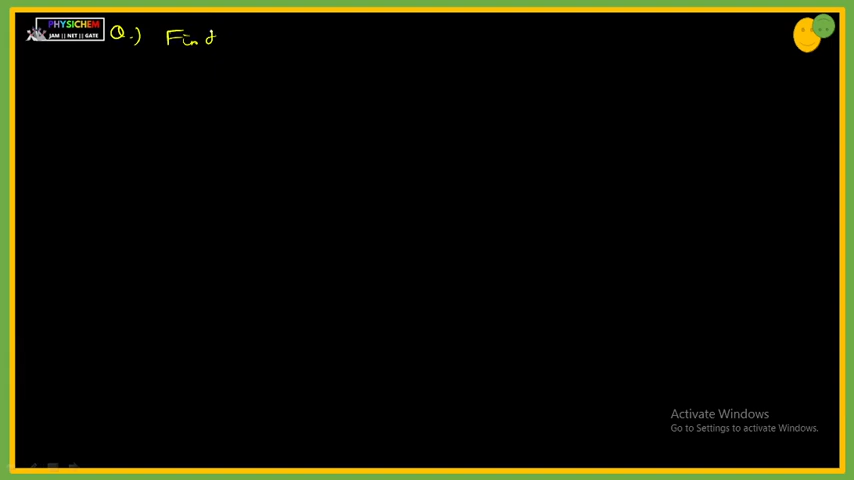 PHYSICHEM
JAM || NET || GATE
Q.) Find
Activate Windows
Go to Settings to activate Windows.